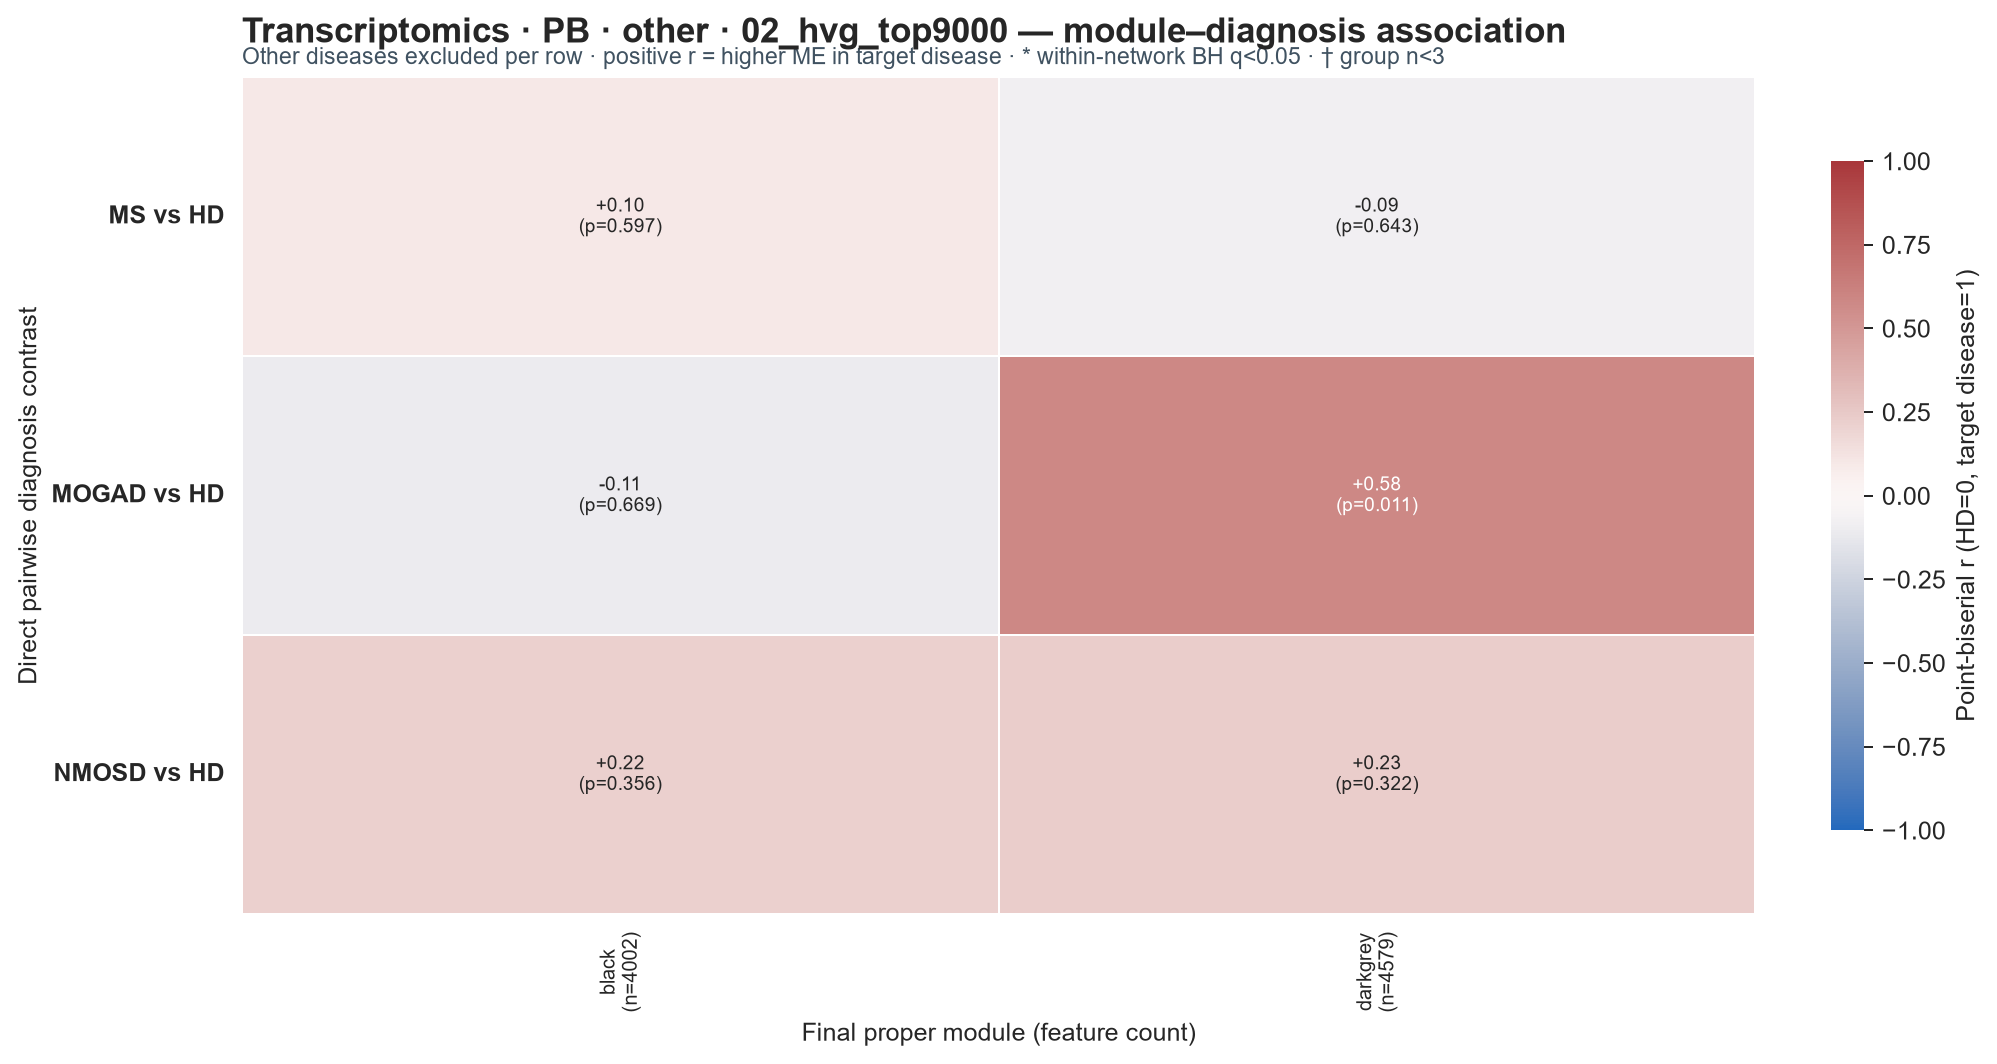 Transcriptomics · PB · other · 02_hvg_top9000 — module–diagnosis association
Other diseases excluded per row · positive r = higher ME in target disease · * within-network BH q<0.05 · † group n<3
Direct pairwise diagnosis contrast
MS vs HD
+0.10
(p=0.597)
-0.09
(p=0.643)
MOGAD vs HD
-0.11
(p=0.669)
+0.58
(p=0.011)
NMOSD vs HD
+0.22
(p=0.356)
+0.23
(p=0.322)
black
(n=4002)
darkgrey
(n=4579)
Final proper module (feature count)
1.00
0.75
0.50
0.25
0.00
−0.25
−0.50
−0.75
−1.00
Point-biserial r (HD=0, target disease=1)